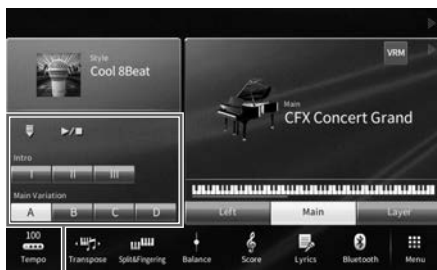 Style
Cool 8Beat
VRM
Main
CFX Concert Grand
Intro
I II III
Main Variation
A B C D
Left Main Layer
100
Tempo Transpose Split&Fingering Balance Score Lyrics Bluetooth Menu